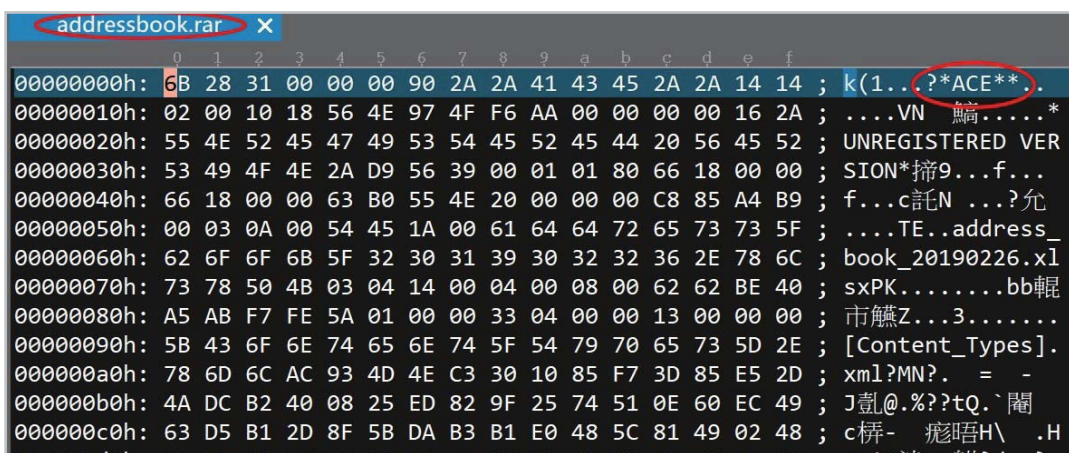 addressbook.rar ×
0 1 2 3 4 5 6 7 8 9 a b c d e f
00000000h: 6B 28 31 00 00 00 90 2A 2A 41 43 45 2A 2A 14 14 ; k(1...?*ACE**..
00000010h: 02 00 10 18 56 4E 97 4F F6 AA 00 00 00 00 16 2A ; ....VN .....*
00000020h: 55 4E 52 45 47 49 53 54 45 52 45 44 20 56 45 52 ; UNREGISTERED VER
00000030h: 53 49 4F 4E 2A D9 56 39 00 01 01 80 66 18 00 00 ; SION*揥9...f...
00000040h: 66 18 00 00 63 B0 55 4E 20 00 00 00 C8 85 A4 B9 ; f...c託N ...?允
00000050h: 00 03 0A 00 54 45 1A 00 61 64 64 72 65 73 73 5F ; ....TE..address_
00000060h: 62 6F 6F 6B 5F 32 30 31 39 30 32 32 36 2E 78 6C ; book_20190226.xl
00000070h: 73 78 50 4B 03 04 14 00 04 00 08 00 62 62 BE 40 ; sxPK........bb輥
00000080h: A5 AB F7 FE 5A 01 00 00 33 04 00 00 13 00 00 00 ; 市Z...3.......
00000090h: 5B 43 6F 6E 74 65 6E 74 5F 54 79 70 65 73 5D 2E ; [Content_Types].
000000a0h: 78 6D 6C AC 93 4D 4E C3 30 10 85 F7 3D 85 E5 2D ; xml?MN?. = -
000000b0h: 4A DC B2 40 08 25 ED 82 9F 25 74 51 0E 60 EC 49 ; J@.%??tQ.`閹
000000c0h: 63 D5 B1 2D 8F 5B DA B3 B1 E0 48 5C 81 49 02 48 ; c- H\ .H